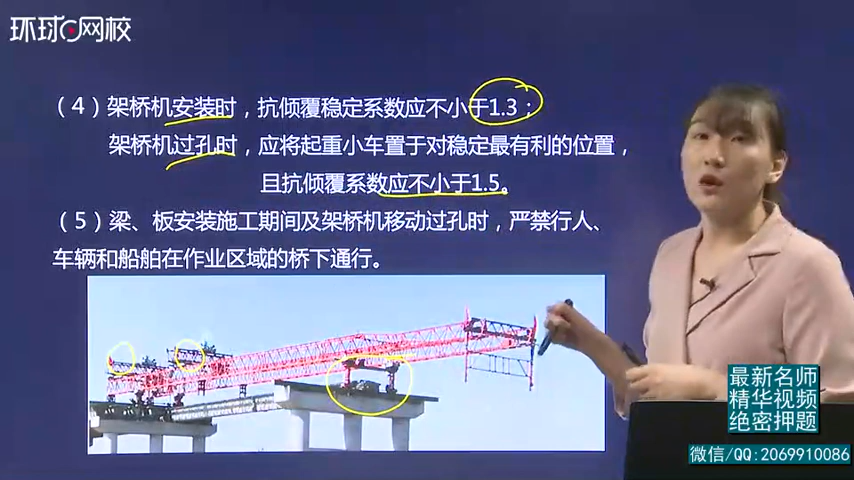 环球网校
（4）架桥机安装时，抗倾覆稳定系数应不小于1.3；
架桥机过孔时，应将起重小车置于对稳定最有利的位置，
且抗倾覆系数应不小于1.5。
（5）梁、板安装施工期间及架桥机移动过孔时，严禁行人、
车辆和船舶在作业区域的桥下通行。
最新名师
精华视频
绝密押题
微信/QQ:2069910086